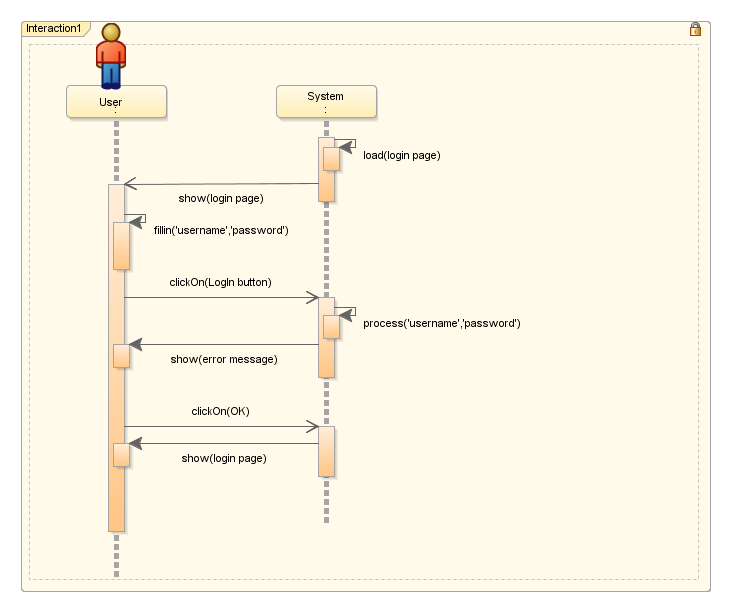 Interaction1
User
:
System
:
load(login page)
show(login page)
fillin('username','password')
clickOn(LogIn button)
process('username','password')
show(error message)
clickOn(OK)
show(login page)